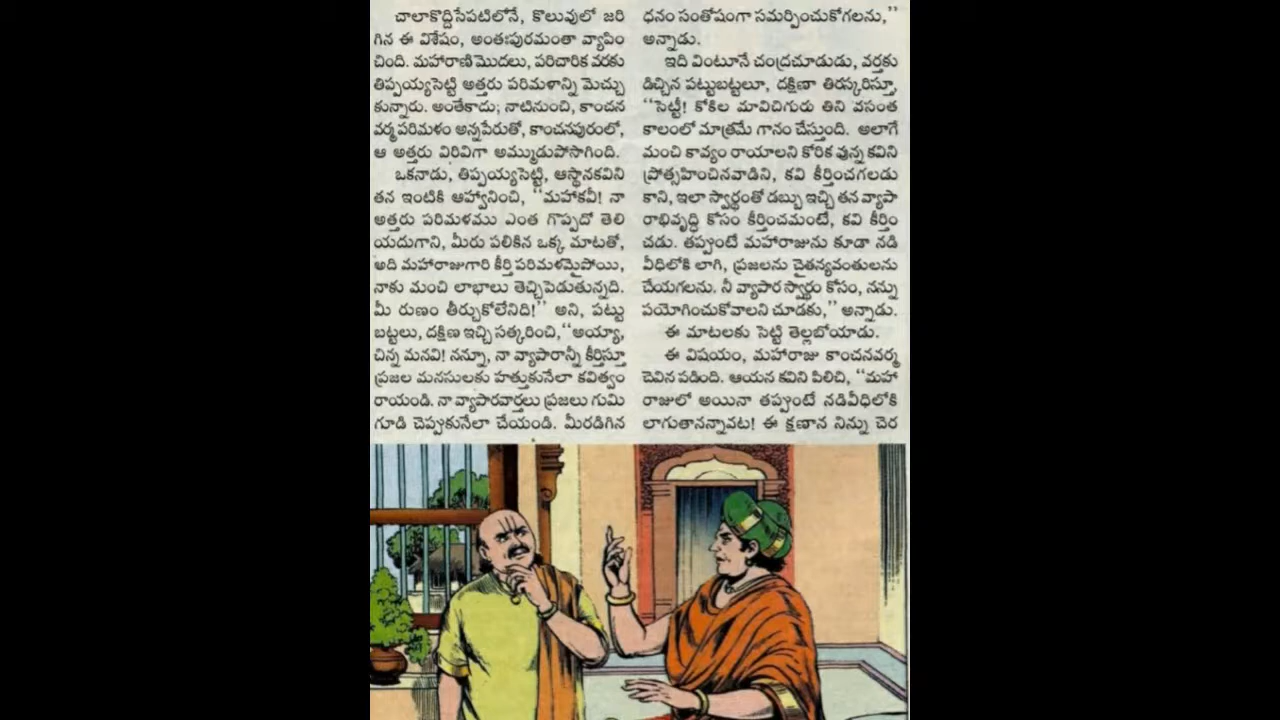 చాలాకొద్దిసేపటిలోనే, కొలువులో జరి
గిన ఈ విశేషం, అంతఃపురమంతా వ్యాపిం
చింది. మహారాణి మొదలు, పరిచారిక వరకు
తిప్పయ్యసెట్టి అత్తరు పరిమళాన్ని మెచ్చు
కున్నారు. అంతేకాదు; నాటినుంచి, కాంచన
వర్మ పరిమళం అన్నపేరుతో, కాంచనపురంలో,
ఆ అత్తరు విరివిగా అమ్ముడుపోసాగింది.
ఒకనాడు, తిప్పయ్యసెట్టి, ఆస్థానకవిని
తన ఇంటికి ఆహ్వానించి, ‘‘మహాకవీ! నా
అత్తరు పరిమళము ఎంత గొప్పదో తెలి
యదుగాని, మీరు పలికిన ఒక్క మాటతో,
అది మహారాజుగారి కీర్తి పరిమళమైపోయి,
నాకు మంచి లాభాలు తెచ్చిపెడుతున్నది.
మీ రుణం తీర్చుకోలేనిది!’’ అని, పట్టు
బట్టలు, దక్షిణ ఇచ్చి సత్కరించి,‘‘అయ్యా,
చిన్న మనవి! నన్నూ, నా వ్యాపారాన్నీ కీర్తిస్తూ
ప్రజల మనసులకు హత్తుకునేలా కవిత్వం
రాయండి. నా వ్యాపారవార్తలు ప్రజలు గుమి
గూడి చెప్పుకునేలా చేయండి. మీరడిగిన
ధనం సంతోషంగా సమర్పించుకోగలను,’’
అన్నాడు.
ఇది వింటూనే చంద్రచూడుడు, వర్తకు
డిచ్చిన పట్టుబట్టలూ, దక్షిణా తిరస్కరిస్తూ,
‘‘సెట్టీ! కోకిల మావిచిగురు తిని వసంత
కాలంలో మాత్రమే గానం చేస్తుంది. అలాగే
మంచి కావ్యం రాయాలని కోరిక వున్న కవిని
ప్రోత్సహించినవాడిని, కవి కీర్తించగలడు
కాని, ఇలా స్వార్థంతో డబ్బు ఇచ్చి తన వ్యాపా
రాభివృద్ధి కోసం కీర్తించమంటే, కవి కీర్తిం
చడు. తప్పుంటే మహారాజును కూడా నడి
వీధిలోకి లాగి, ప్రజలను చైతన్యవంతులను
చేయగలను. నీ వ్యాపార స్వార్థం కోసం, నన్ను
పయోగించుకోవాలని చూడకు,’’ అన్నాడు.
ఈ మాటలకు సెట్టి తెల్లబోయాడు.
ఈ విషయం, మహారాజు కాంచనవర్మ
చెవిన పడింది. ఆయన కవిని పిలిచి, ‘‘మహా
రాజులో అయినా తప్పుంటే నడివీధిలోకి
లాగుతానన్నావట! ఈ క్షణాన నిన్ను చెర